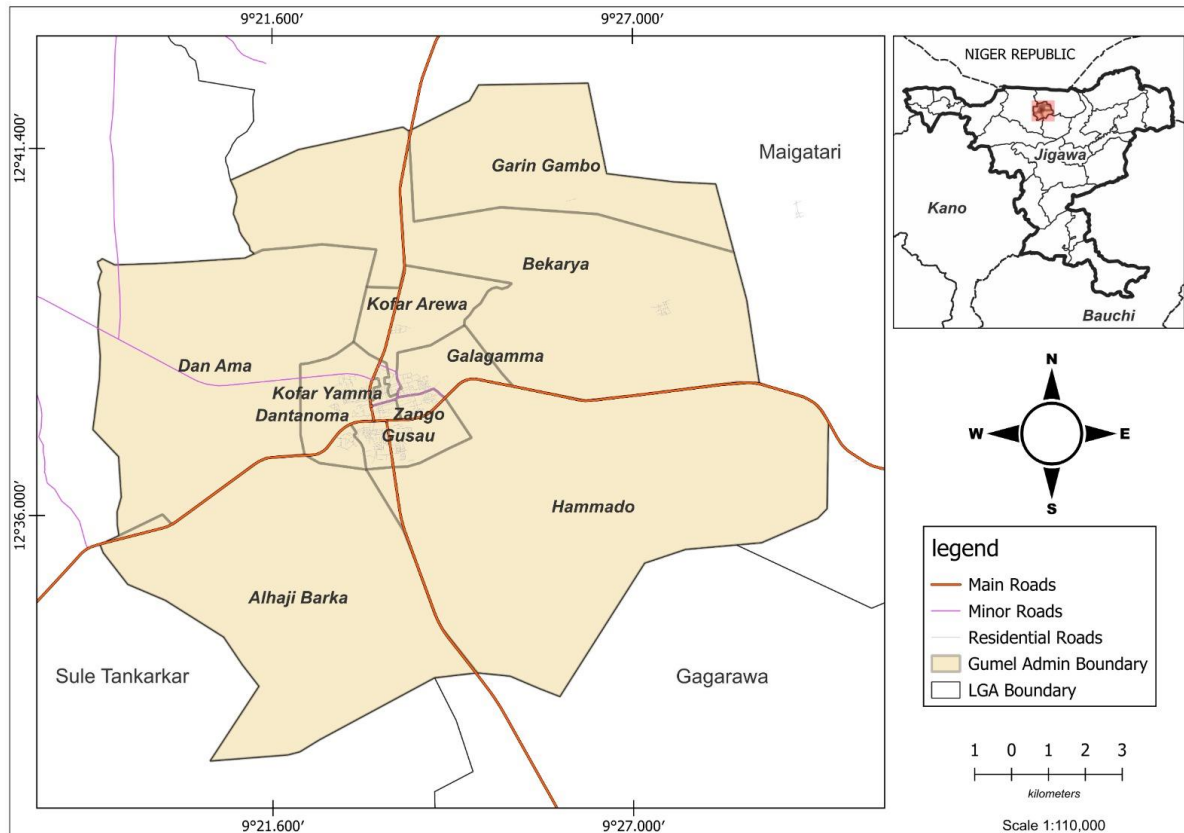 9°21.600’
9°27.000’
12°41.400’
12°36.000’
Maigatari
Garin Gambo
Bekarya
Kofar Arewa
Dan Ama
Galagamma
Kofar Yamma
Dantanoma
Zango
Gusau
Hammado
Alhaji Barka
Sule Tankarkar
Gagarawa
9°21.600’
9°27.000’
NIGER REPUBLIC
Jigawa
Kano
Bauchi
N
W
E
S
legend
Main Roads
Minor Roads
Residential Roads
Gumel Admin Boundary
LGA Boundary
1 0 1 2 3
kilometers
Scale 1:110,000